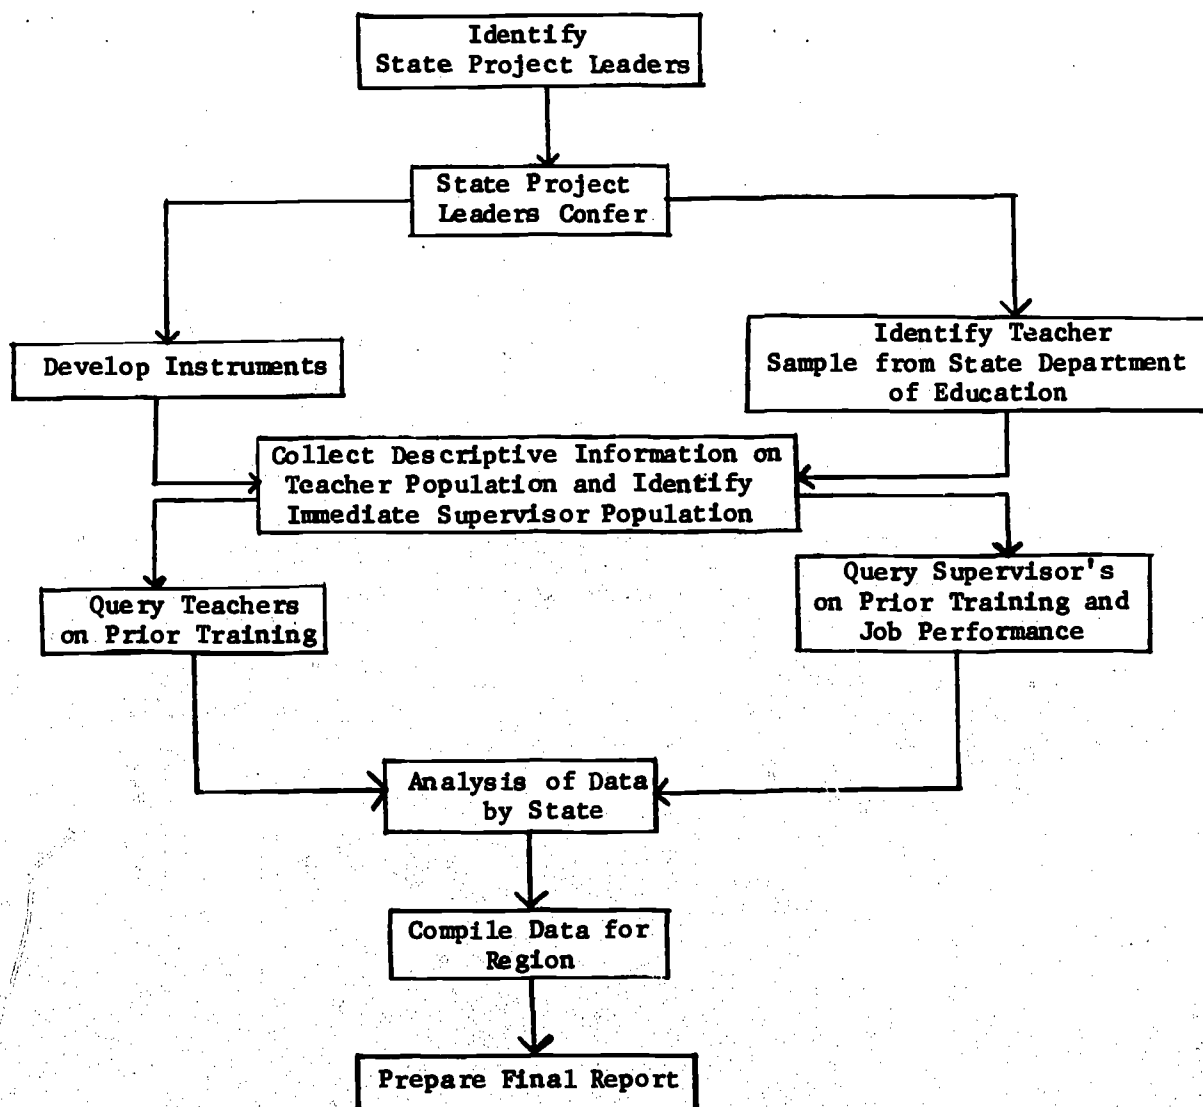 Identify
State Project Leaders
State Project
Leaders Confer
Develop Instruments
Identify Teacher
Sample from State Department
of Education
Collect Descriptive Information on
Teacher Population and Identify
Immediate Supervisor Population
Query Teachers
on Prior Training
Query Supervisor's
on Prior Training and
Job Performance
Analysis of Data
by State
Compile Data for
Region
Prepare Final Report